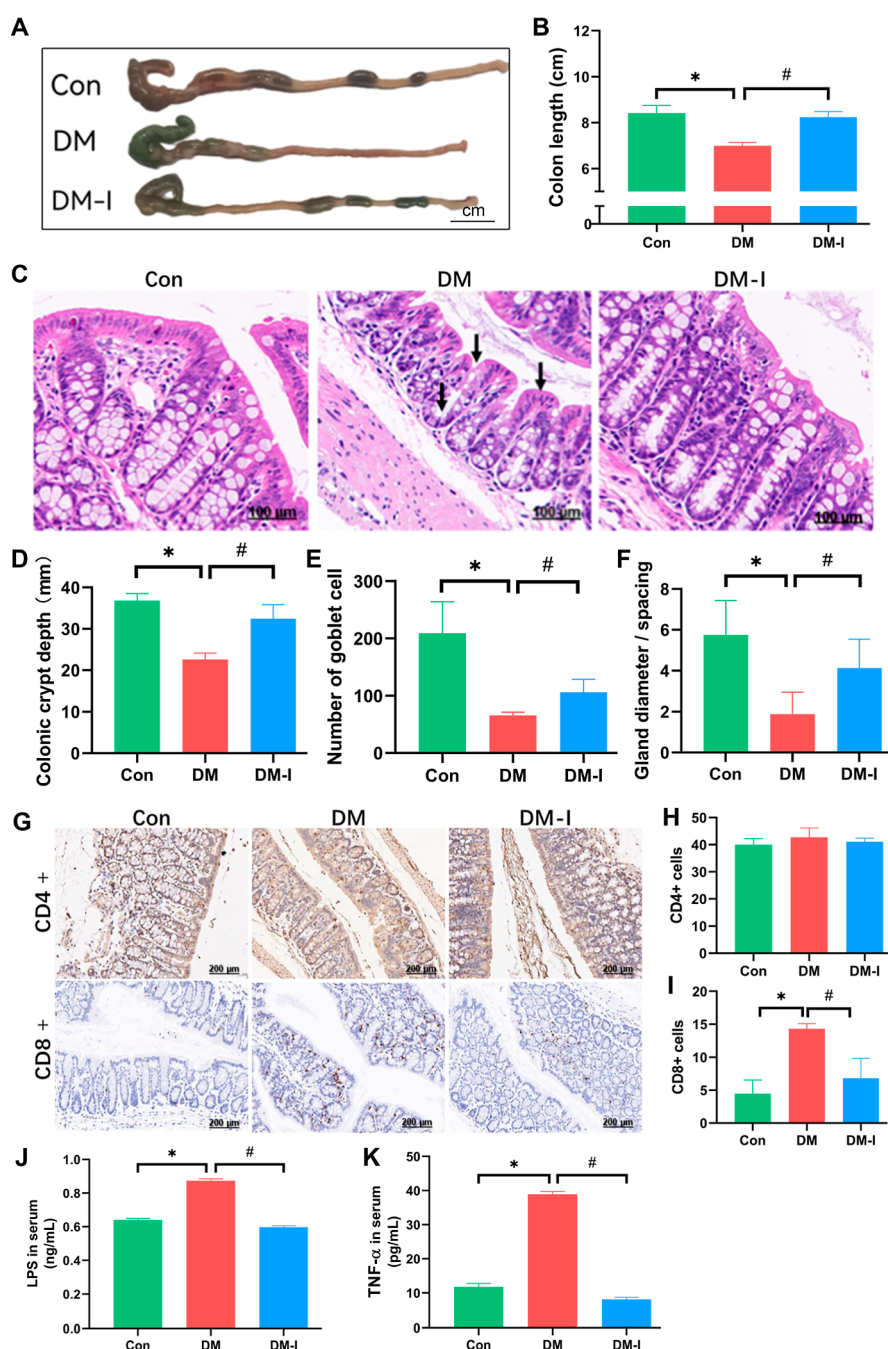 A
Con
DM
DM-I
cm
B
Colon length (cm)
12
10
8
6
0
*
#
Con DM DM-I
C
Con DM DM-I
100 μm 100 μm 100 μm
D
Colonic crypt depth (mm)
40
30
20
10
0
*
#
Con DM DM-I
E
Number of goblet cell
300
200
100
0
*
#
Con DM DM-I
F
Gland diameter / spacing
8
6
4
2
0
*
#
Con DM DM-I
G
Con DM DM-I
CD4 +
200 μm 200 μm 200 μm
CD8 +
200 μm 200 μm 200 μm
H
CD4+ cells
50
40
30
20
10
0
Con DM DM-I
I
CD8+ cells
20
15
10
5
0
*
#
Con DM DM-I
J
LPS in serum
(ng/mL)
1.0
0.8
0.6
0.4
0.2
0.0
*
#
Con DM DM-I
K
TNF-α in serum
(pg/mL)
50
40
30
20
10
0
*
#
Con DM DM-I